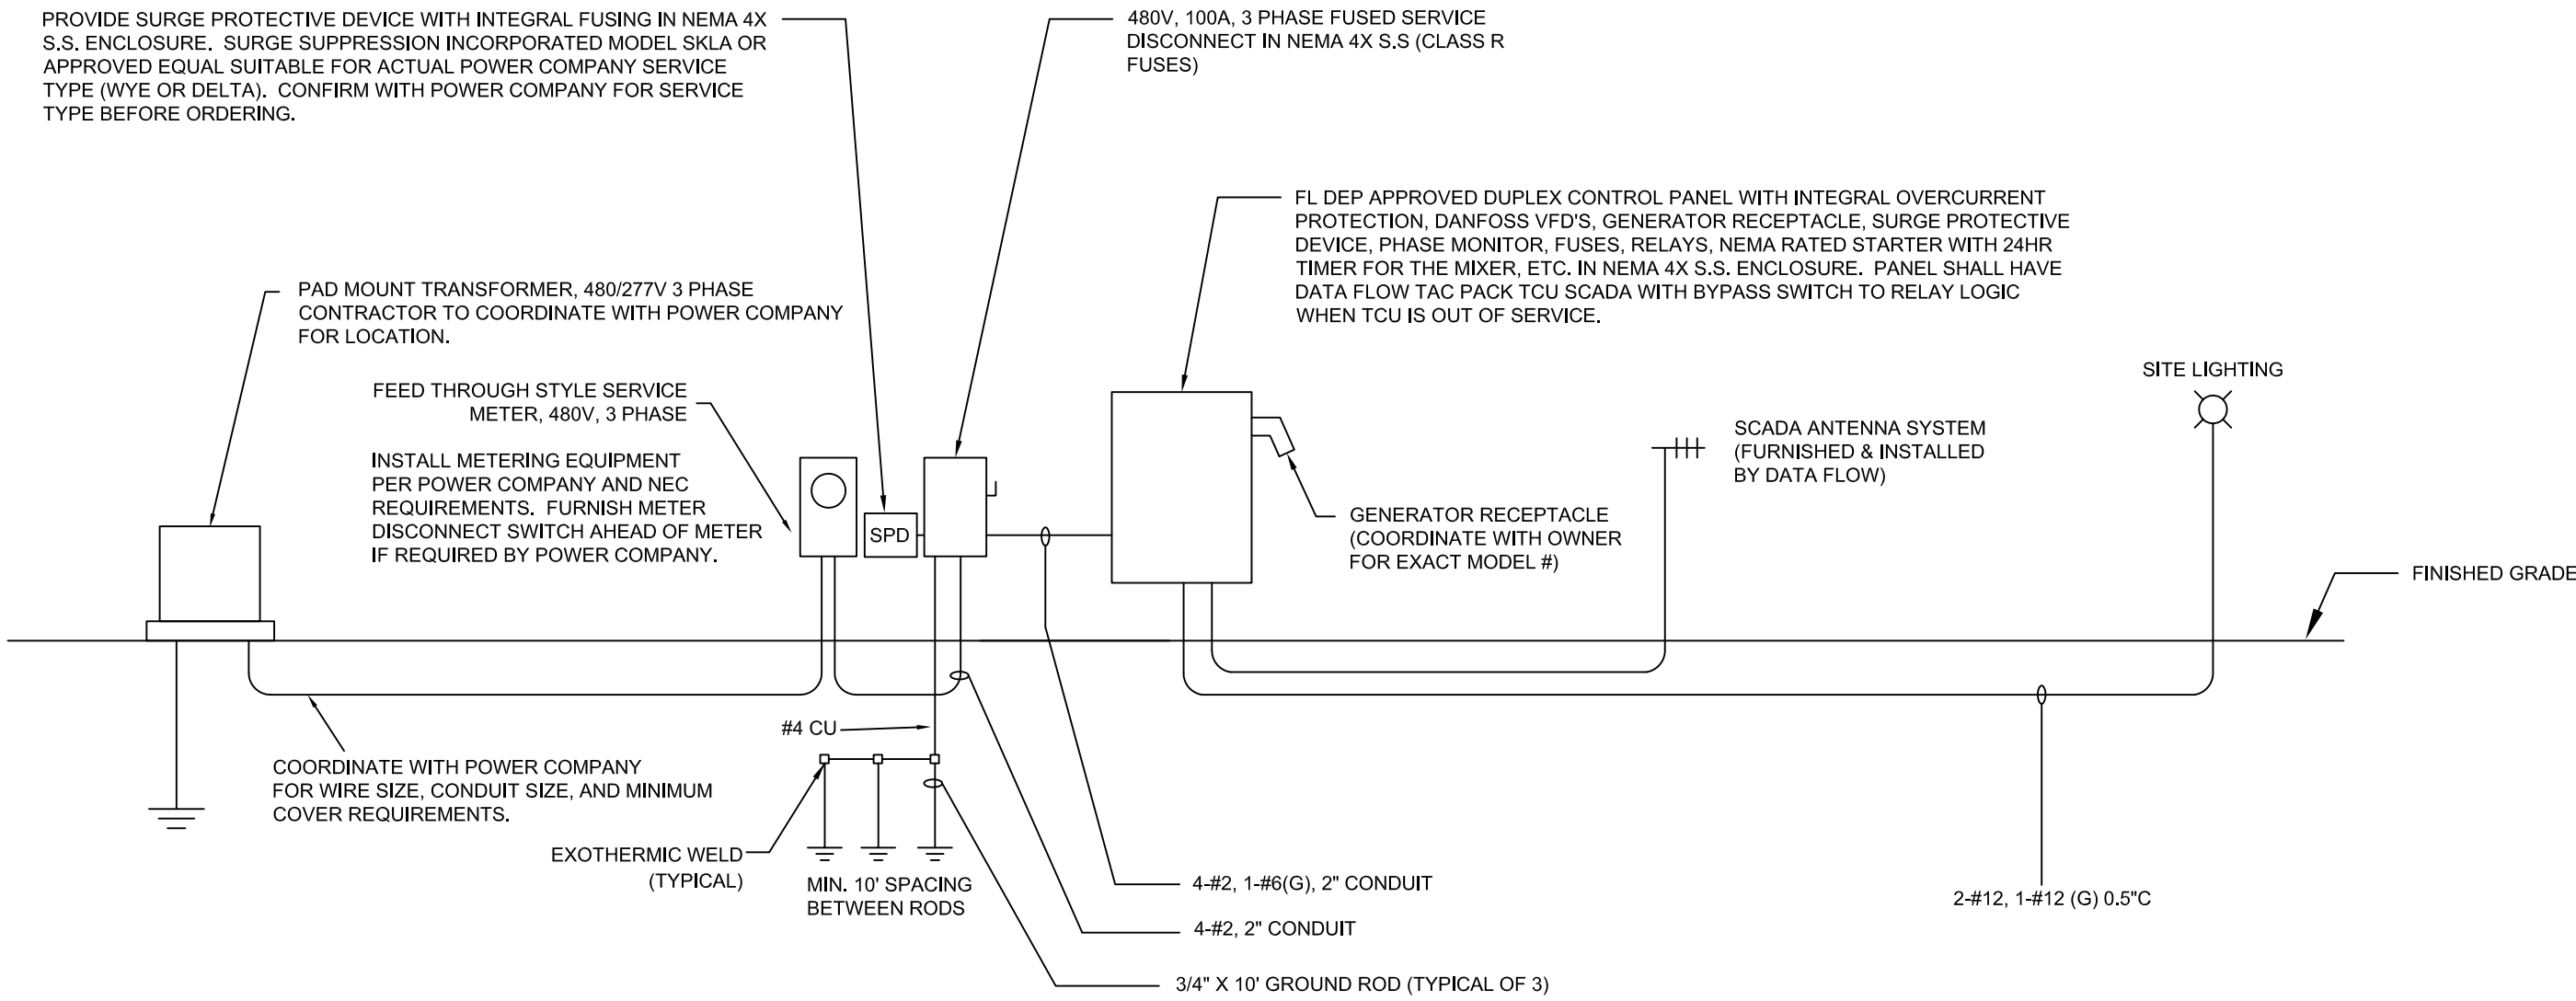 PROVIDE SURGE PROTECTIVE DEVICE WITH INTEGRAL FUSING IN NEMA 4X
S.S. ENCLOSURE. SURGE SUPPRESSION INCORPORATED MODEL SKLA OR
APPROVED EQUAL SUITABLE FOR ACTUAL POWER COMPANY SERVICE
TYPE (WYE OR DELTA). CONFIRM WITH POWER COMPANY FOR SERVICE
TYPE BEFORE ORDERING.
480V, 100A, 3 PHASE FUSED SERVICE
DISCONNECT IN NEMA 4X S.S (CLASS R
FUSES)
FL DEP APPROVED DUPLEX CONTROL PANEL WITH INTEGRAL OVERCURRENT
PROTECTION, DANFOSS VFD'S, GENERATOR RECEPTACLE, SURGE PROTECTIVE
DEVICE, PHASE MONITOR, FUSES, RELAYS, NEMA RATED STARTER WITH 24HR
TIMER FOR THE MIXER, ETC. IN NEMA 4X S.S. ENCLOSURE. PANEL SHALL HAVE
DATA FLOW TAC PACK TCU SCADA WITH BYPASS SWITCH TO RELAY LOGIC
WHEN TCU IS OUT OF SERVICE.
PAD MOUNT TRANSFORMER, 480/277V 3 PHASE
CONTRACTOR TO COORDINATE WITH POWER COMPANY
FOR LOCATION.
FEED THROUGH STYLE SERVICE
METER, 480V, 3 PHASE
INSTALL METERING EQUIPMENT
PER POWER COMPANY AND NEC
REQUIREMENTS. FURNISH METER
DISCONNECT SWITCH AHEAD OF METER
IF REQUIRED BY POWER COMPANY.
SPD
SITE LIGHTING
SCADA ANTENNA SYSTEM
(FURNISHED & INSTALLED
BY DATA FLOW)
GENERATOR RECEPTACLE
(COORDINATE WITH OWNER
FOR EXACT MODEL #)
FINISHED GRADE
#4 CU
COORDINATE WITH POWER COMPANY
FOR WIRE SIZE, CONDUIT SIZE, AND MINIMUM
COVER REQUIREMENTS.
EXOTHERMIC WELD
(TYPICAL)
MIN. 10' SPACING
BETWEEN RODS
4-#2, 1-#6(G), 2" CONDUIT
4-#2, 2" CONDUIT
3/4" X 10' GROUND ROD (TYPICAL OF 3)
2-#12, 1-#12 (G) 0.5"C